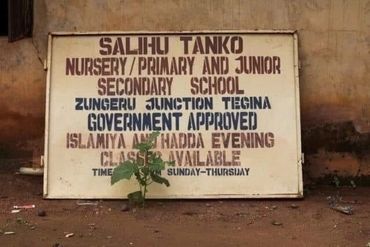 SALIHU TANKO
NURSERY/PRIMARY AND JUNIOR
SECONDARY SCHOOL
ZUNGERU JUNCTION TEGINA
GOVERNMENT APPROVED
ISLAMIYA AND HADDA EVENING
CLASSES AVAILABLE
SUNDAY-THURSDAY